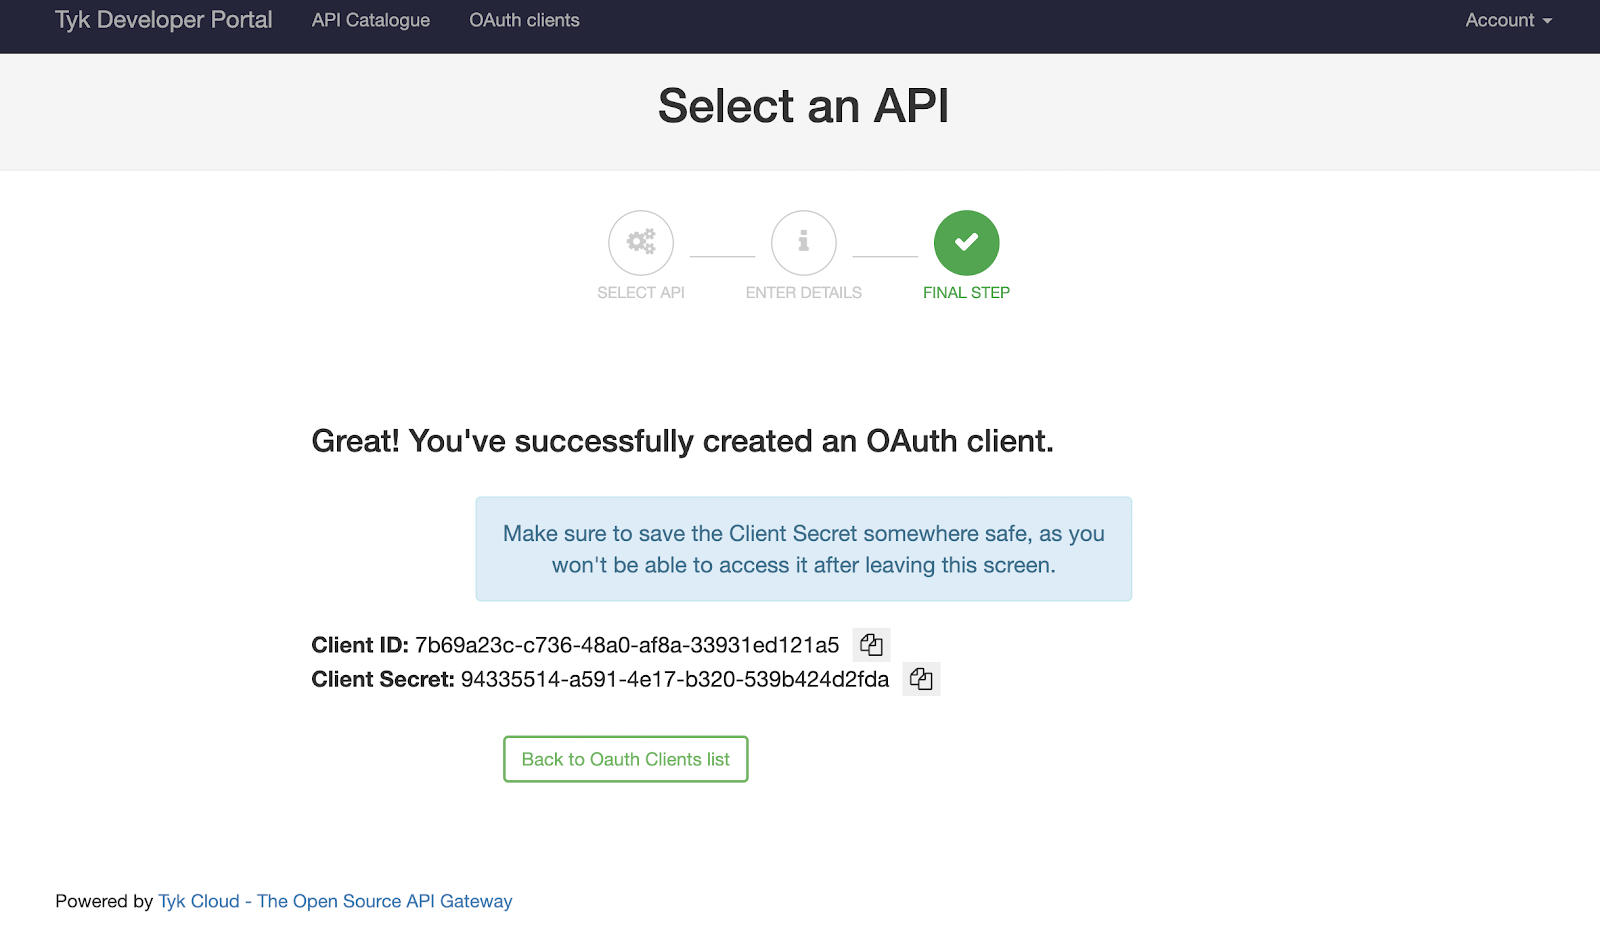 Tyk Developer Portal API Catalogue OAuth clients Account
Select an API
SELECT API ENTER DETAILS FINAL STEP
Great! You've successfully created an OAuth client.
Make sure to save the Client Secret somewhere safe, as you
won't be able to access it after leaving this screen.
Client ID: 7b69a23c-c736-48a0-af8a-33931ed121a5
Client Secret: 94335514-a591-4e17-b320-539b424d2fda
Back to Oauth Clients list
Powered by Tyk Cloud - The Open Source API Gateway